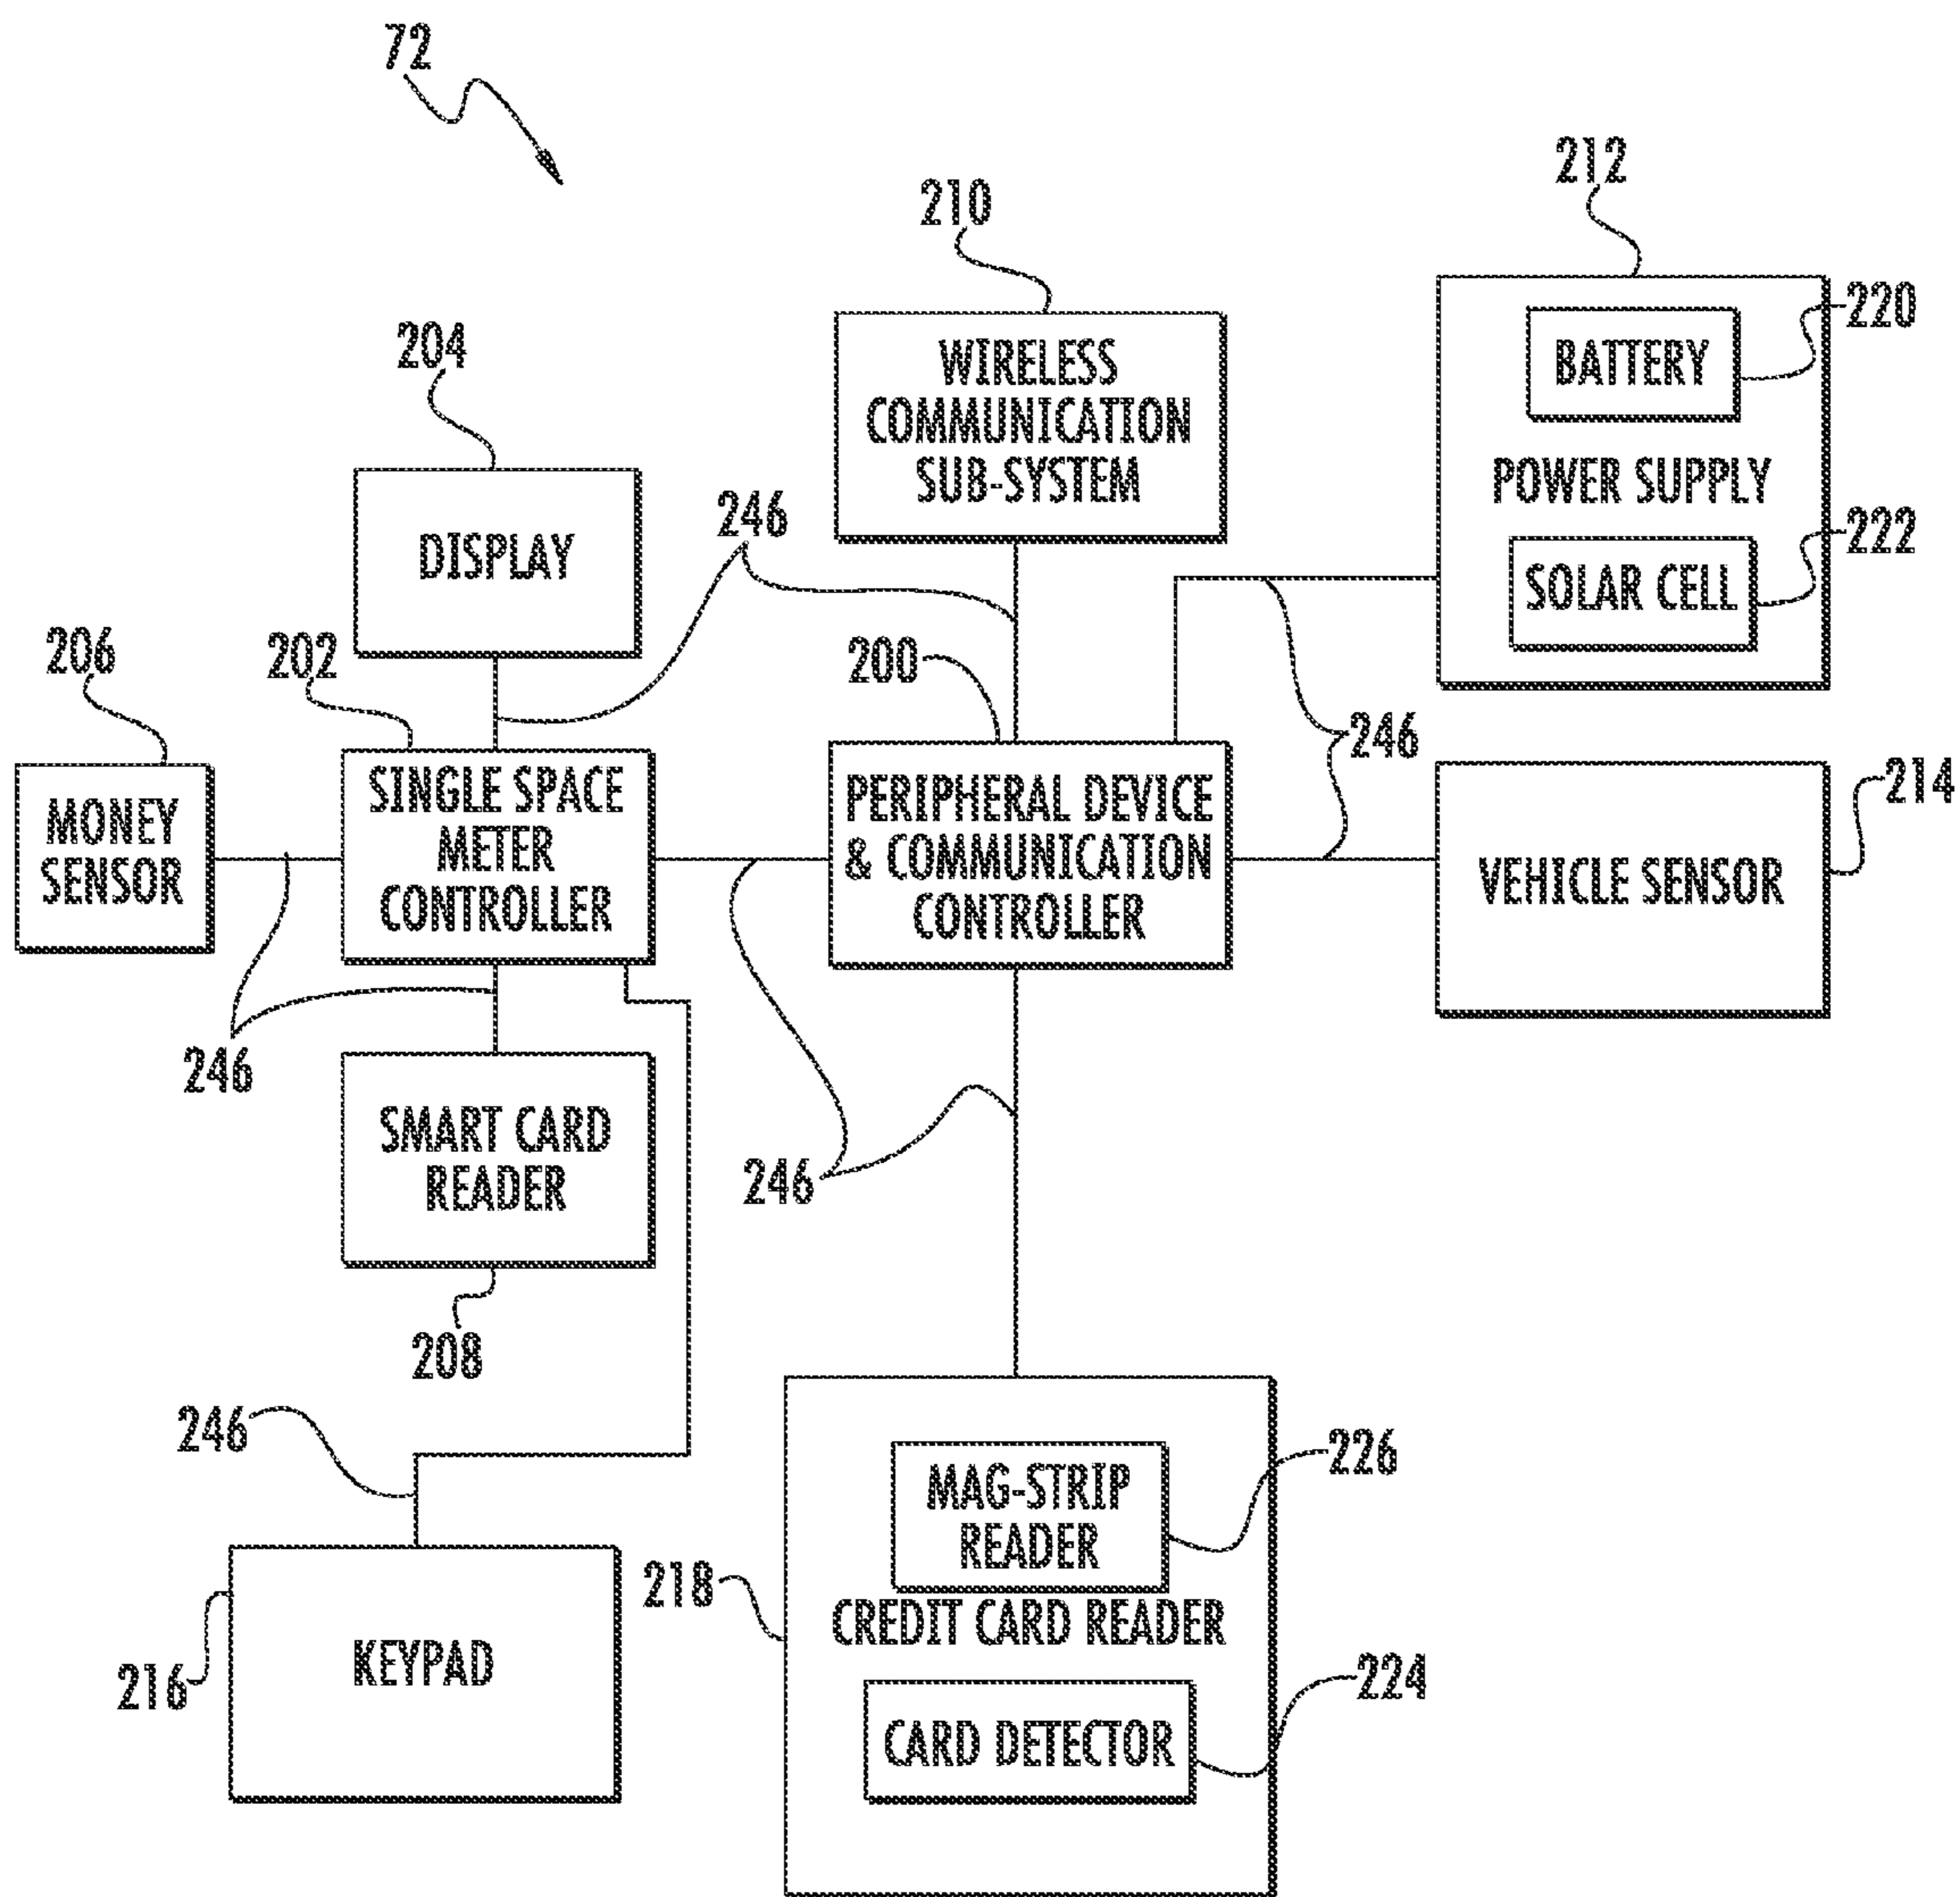 72
210
212
220
BATTERY
POWER SUPPLY
222
SOLAR CELL
WIRELESS
COMMUNICATION
SUB-SYSTEM
204
DISPLAY
246
206
MONEY
SENSOR
202
SINGLE SPACE
METER
CONTROLLER
200
PERIPHERAL DEVICE
& COMMUNICATION
CONTROLLER
246
214
VEHICLE SENSOR
246
SMART CARD
READER
208
246
246
216
KEYPAD
218
226
MAG-STRIP
READER
CREDIT CARD READER
224
CARD DETECTOR